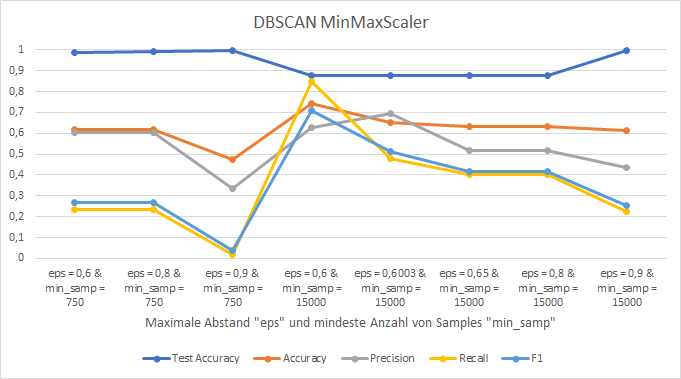 DBSCAN MinMaxScaler
1
0,9
0,8
0,7
0,6
0,5
0,4
0,3
0,2
0,1
0
eps = 0,6 & min_samp = 750
eps = 0,8 & min_samp = 750
eps = 0,9 & min_samp = 750
eps = 0,6 & min_samp = 15000
eps = 0,6003 & min_samp = 15000
eps = 0,65 & min_samp = 15000
eps = 0,8 & min_samp = 15000
eps = 0,9 & min_samp = 15000
Maximale Abstand "eps" und mindeste Anzahl von Samples "min_samp"
Test Accuracy Accuracy Precision Recall F1